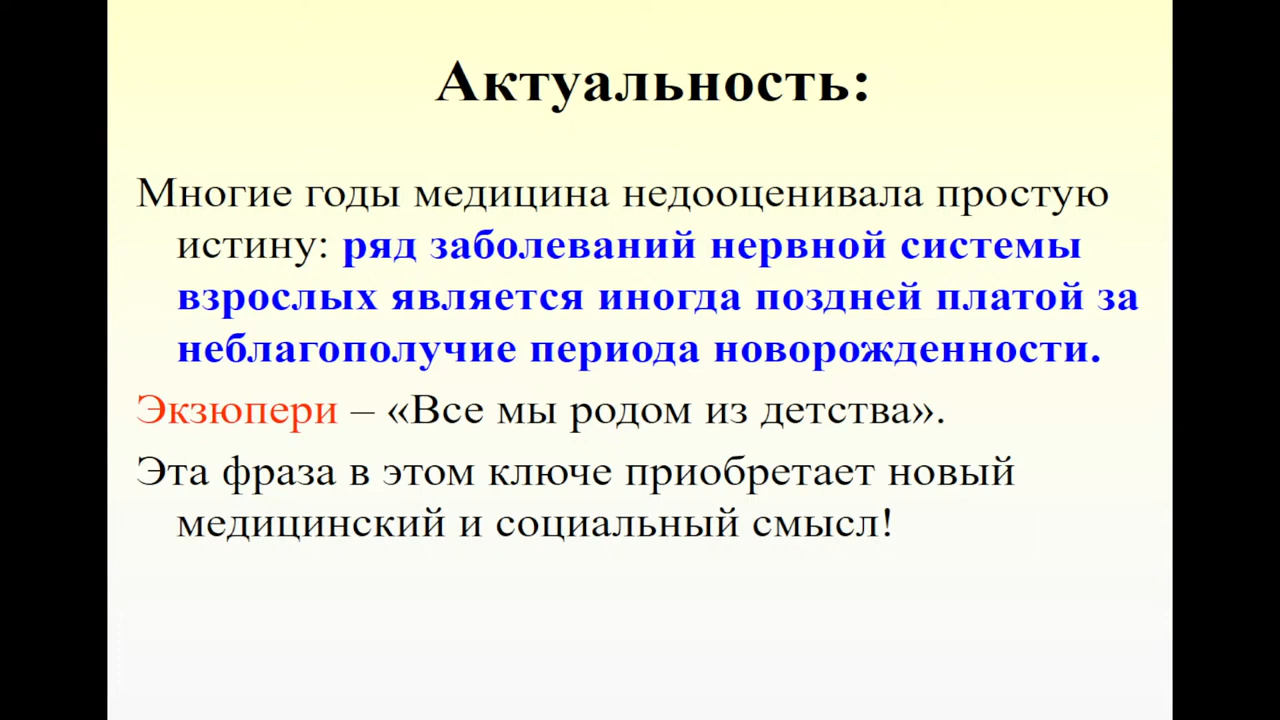 Актуальность:
Многие годы медицина недооценивала простую
истину: ряд заболеваний нервной системы
взрослых является иногда поздней платой за
неблагополучие периода новорожденности.
Экзюпери – «Все мы родом из детства».
Эта фраза в этом ключе приобретает новый
медицинский и социальный смысл!